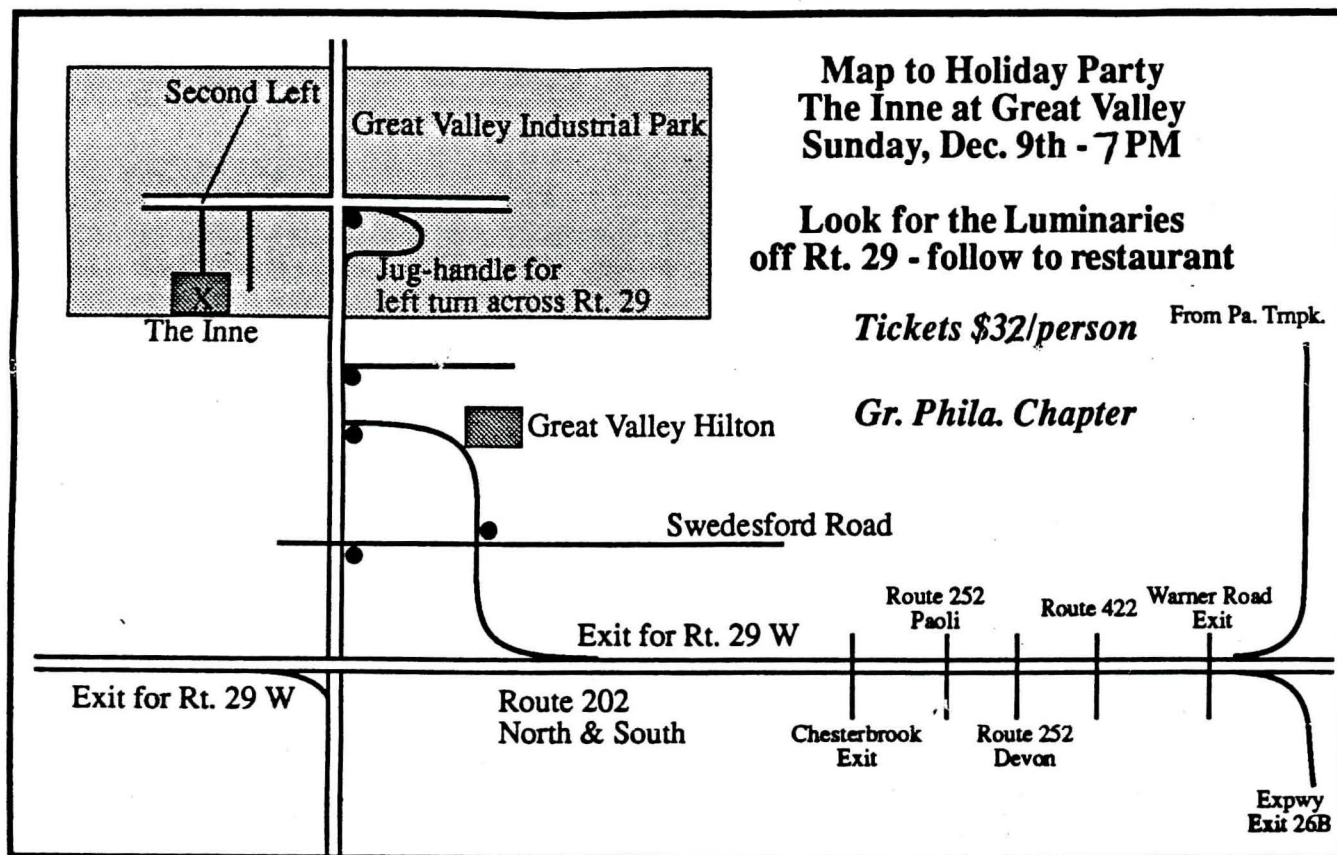 Map to Holiday Party
The Inne at Great Valley
Sunday, Dec. 9th - 7 PM
Look for the Luminaries
off Rt. 29 - follow to restaurant
Tickets $32/person
Gr. Phila. Chapter
Second Left
Great Valley Industrial Park
Jug-handle for
left turn across Rt. 29
X
The Inne
From Pa. Trnpk.
Great Valley Hilton
Swedesford Road
Exit for Rt. 29 W
Route 252
Paoli
Route 422
Warner Road
Exit
Exit for Rt. 29 W
Route 202
North & South
Chesterbrook
Exit
Route 252
Devon
Expwy
Exit 26B